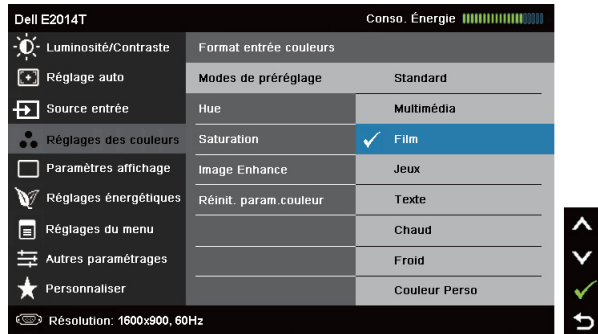 Dell E2014T
Conso. Énergie
Luminosité/Contraste
Format entrée couleurs
Réglage auto
Modes de préréglage
Standard
Source entrée
Hue
Multimédia
Réglages des couleurs
Saturation
Film
Paramètres affichage
Image Enhance
Jeux
Réglages énergétiques
Réinit. param.couleur
Texte
Réglages du menu
Chaud
Autres paramétrages
Froid
Personnaliser
Couleur Perso
Résolution: 1600x900, 60Hz